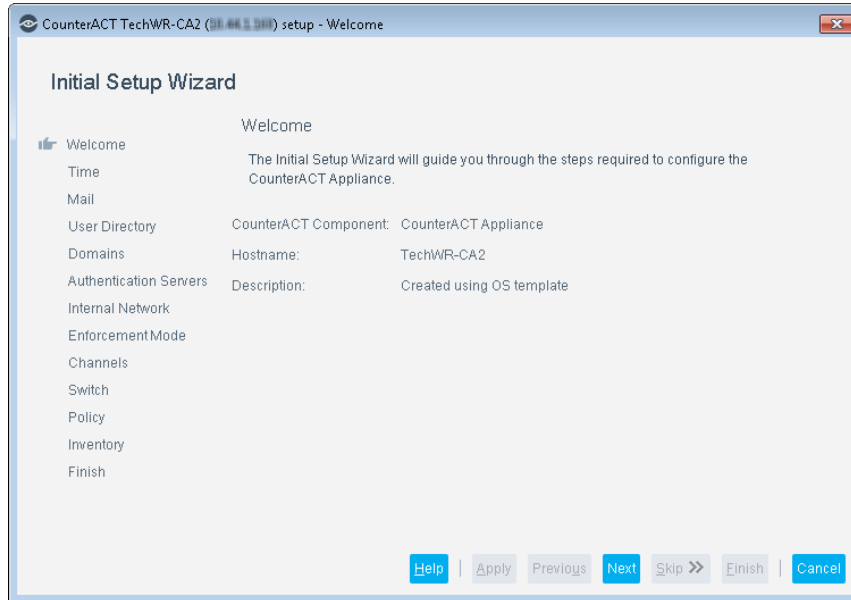 CounterACT TechWR-CA2 () setup - Welcome
Initial Setup Wizard
Welcome
Time
Mail
User Directory
Domains
Authentication Servers
Internal Network
Enforcement Mode
Channels
Switch
Policy
Inventory
Finish
Welcome
The Initial Setup Wizard will guide you through the steps required to configure the
CounterACT Appliance.
CounterACT Component: CounterACT Appliance
Hostname: TechWR-CA2
Description: Created using OS template
Help | Apply Previous Next Skip >> Finish | Cancel